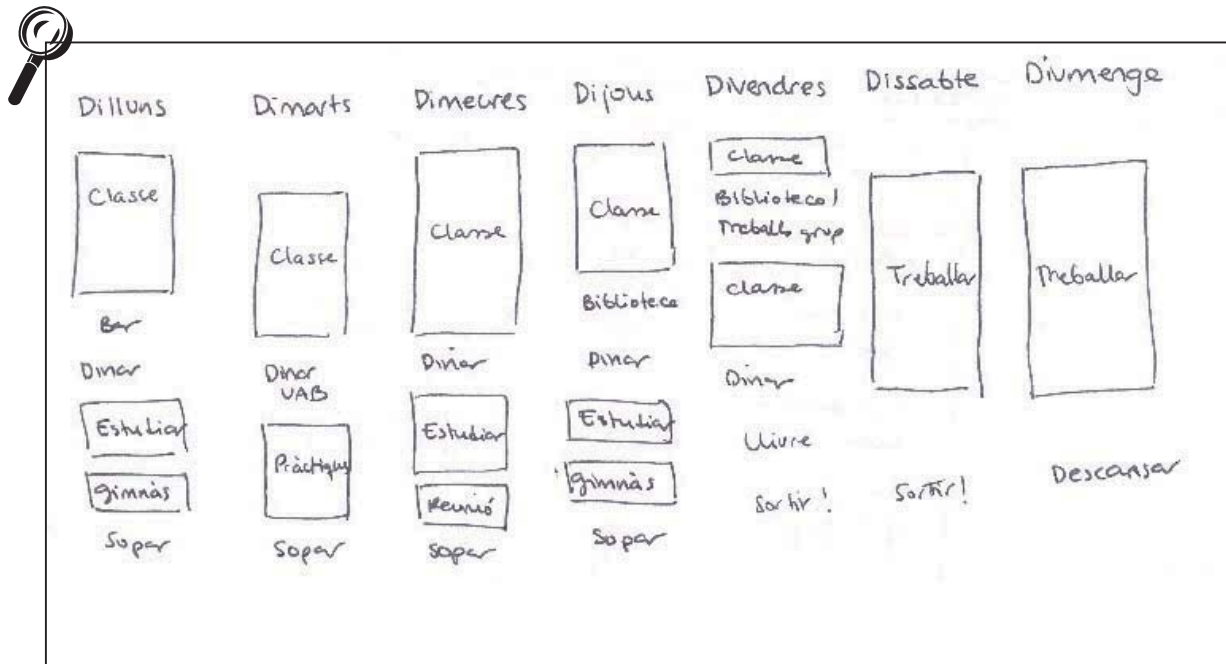 Dilluns
Classe
Bar
Dinar
Estudiar
gimnàs
Sopar
Dimarts
Classe
Dinar
UAB
Pràctiques
Sopar
Dimecres
Classe
Dinar
Estudiar
Reunió
Sopar
Dijous
Classe
Biblioteca
Dinar
Estudiar
gimnàs
Sopar
Divendres
Classe
Biblioteca/
Treballs grup
classe
Dinar
Lliure
Sortir!
Dissabte
Treballar
Sortir!
Diumenge
Treballar
Descansar